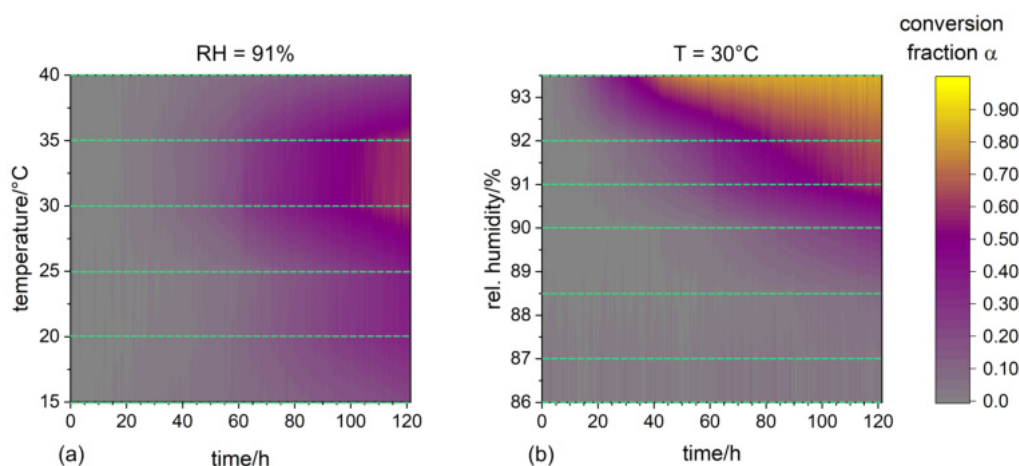 RH = 91%
T = 30°C
conversion
fraction α
temperature/°C
40
35
30
25
20
15
0 20 40 60 80 100 120
(a) time/h
rel. humidity/%
93
92
91
90
89
88
87
86
0 20 40 60 80 100 120
(b) time/h
0.90
0.80
0.70
0.60
0.50
0.40
0.30
0.20
0.10
0.0